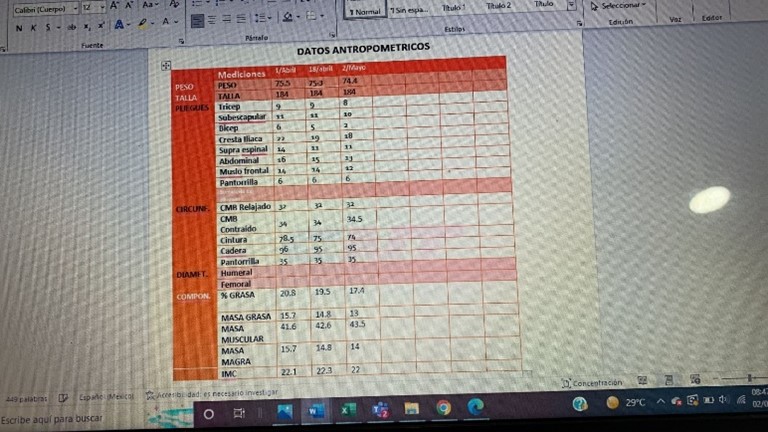 Calibri (Cuerpo) 12 A A Aa
1 Normal 1 Sin espa... Título 1 Título 2 Título
Seleccionar
N K S ab x₂ x² A
Fuente Párrafo Estilos Edición Voz Editor
DATOS ANTROPOMETRICOS
Mediciones 1/Abril 18/abril 2/Mayo
PESO PESO 75.5 74.4
TALLA TALLA 184 184 184
PLIEGUES Tricep 9 9 8
Subescapular 11 11 10
Bicep 6 5
Cresta Iliaca 19 18
Supra espinal 14 11 11
Abdominal 16 15
Muslo frontal 14 14 12
Pantorrilla 6 6 6
CIRCUNF. CMB Relajado 32 32 32
CMB Contraído 34 34 34.5
Cintura 78.5 75 74
Cadera 96 95 95
Pantorrilla 35 35 35
DIAMET. Humeral
Femoral
COMPON. % GRASA 20.8 19.5 17.4
MASA GRASA 15.7 14.8 13
MASA MUSCULAR 41.6 42.6 43.5
MASA MAGRA 15.7 14.8 14
IMC 22.1 22.3 22
449 palabras Español (México) Accesibilidad: es necesario investigar Concentración
Escribe aquí para buscar
29°C
08:4
02/0